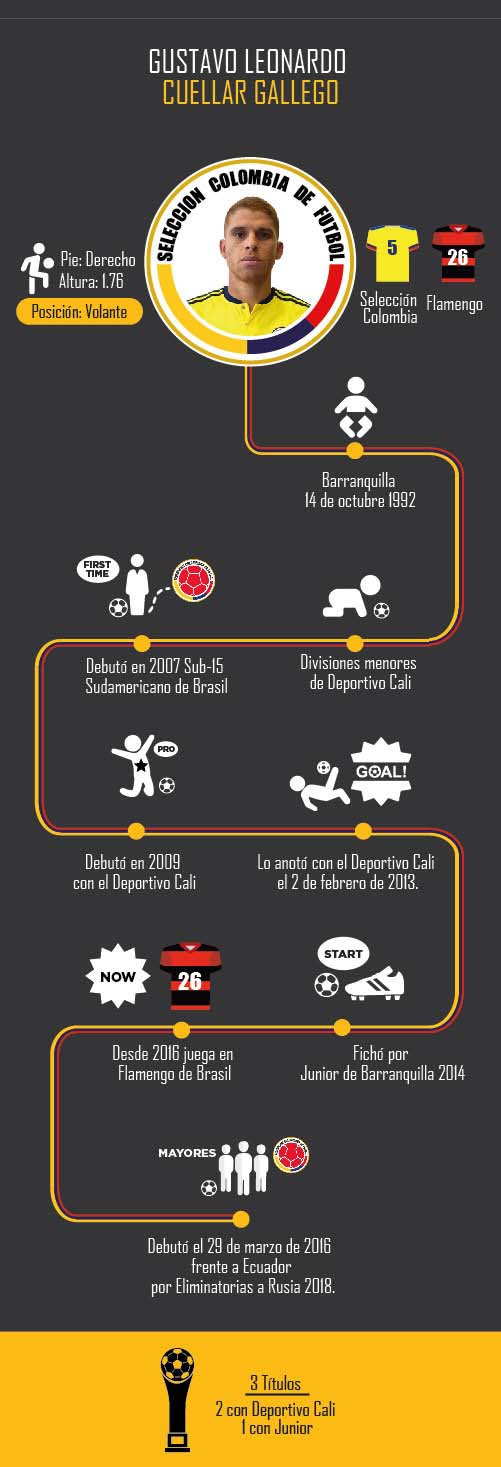 GUSTAVO LEONARDO
CUELLAR GALLEGO
SELECCION COLOMBIA DE FUTBOL
Pie: Derecho
Altura: 1.76
Posición: Volante
5
26
Selección
Colombia
Flamengo
Barranquilla
14 de octubre 1992
FIRST
TIME
Debutó en 2007 Sub-15
Sudamericano de Brasil
Divisiones menores
de Deportivo Cali
PRO
GOAL!
Debutó en 2009
con el Deportivo Cali
Lo anotó con el Deportivo Cali
el 2 de febrero de 2013.
NOW
26
START
Desde 2016 juega en
Flamengo de Brasil
Fichó por
Junior de Barranquilla 2014
MAYORES
Debutó el 29 de marzo de 2016
frente a Ecuador
por Eliminatorias a Rusia 2018.
3 Títulos
2 con Deportivo Cali
1 con Junior